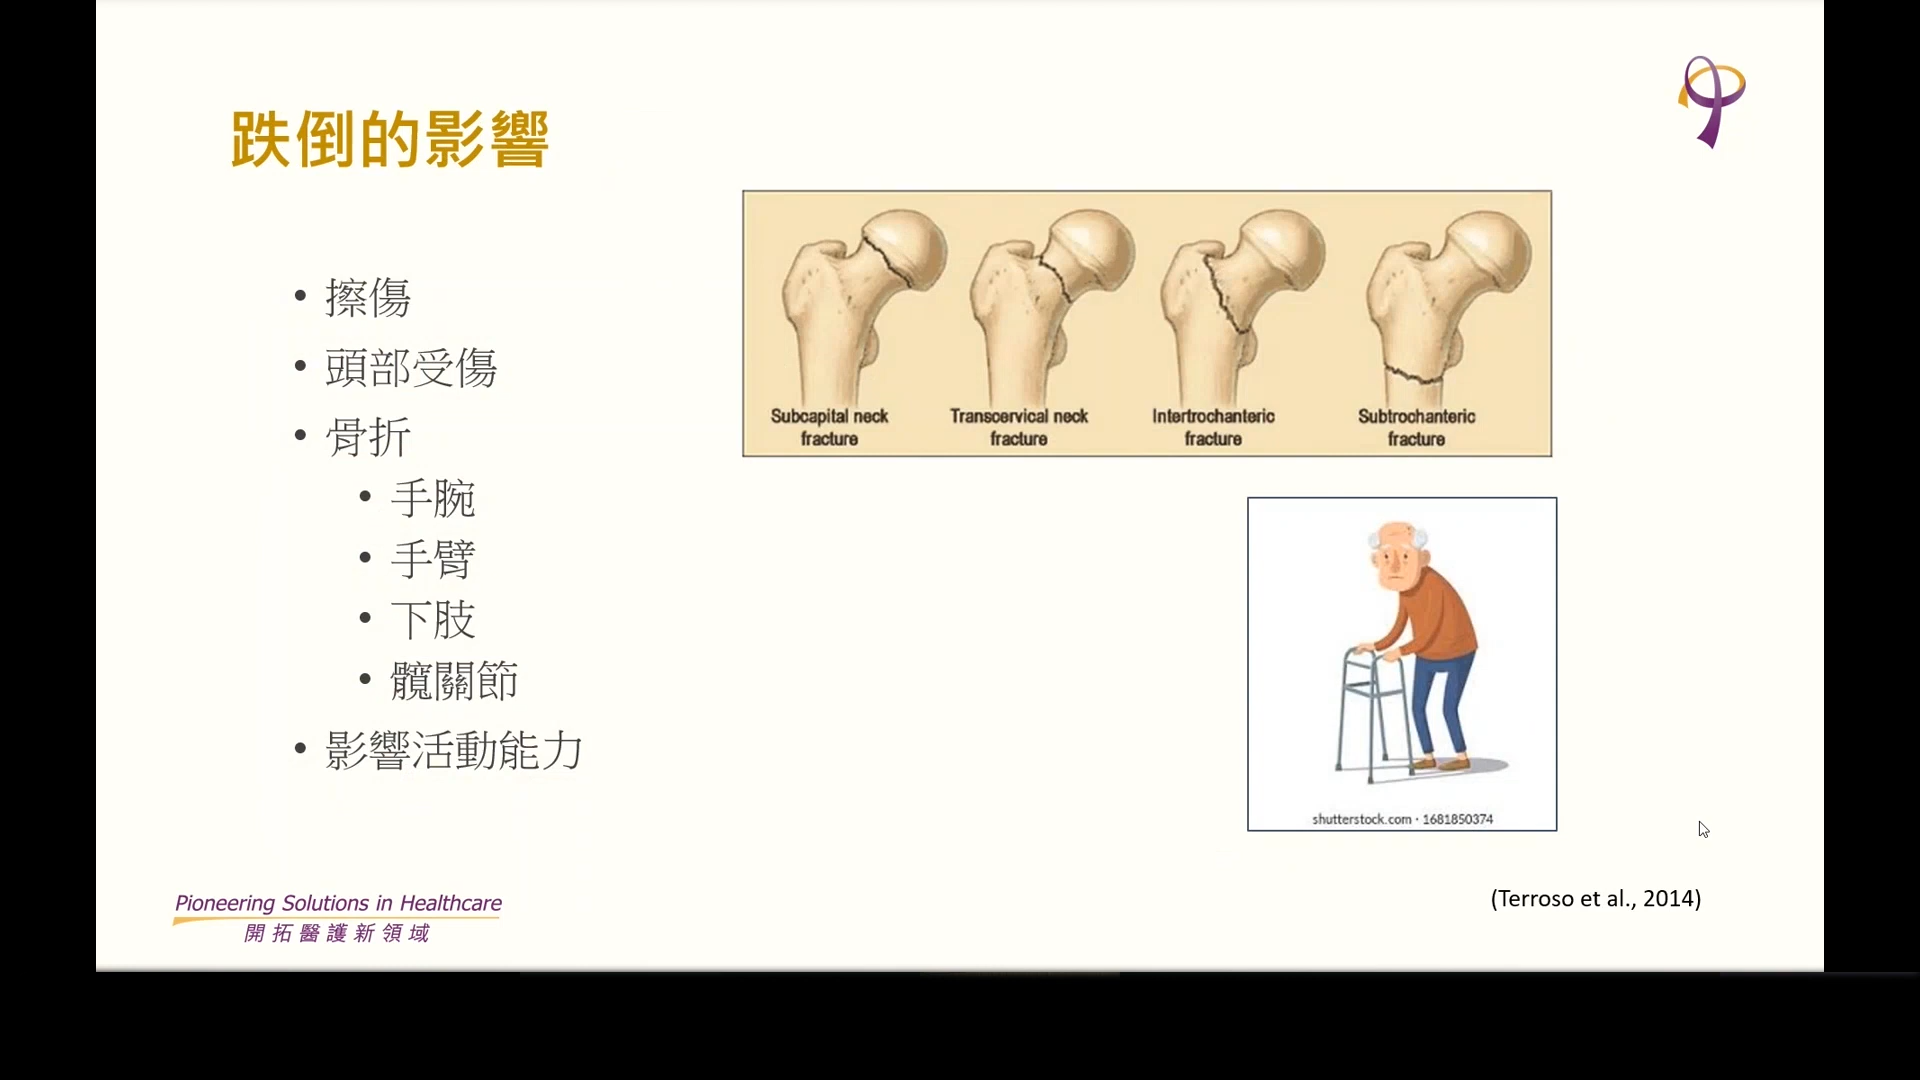 跌倒的影響
• 擦傷
• 頭部受傷
• 骨折
• 手腕
• 手臂
• 下肢
• 髖關節
• 影響活動能力
Subcapital neck
fracture
Transcervical neck
fracture
Intertrochanteric
fracture
Subtrochanteric
fracture
shutterstock.com · 1681850374
(Terroso et al., 2014)
Pioneering Solutions in Healthcare
開拓醫護新領域